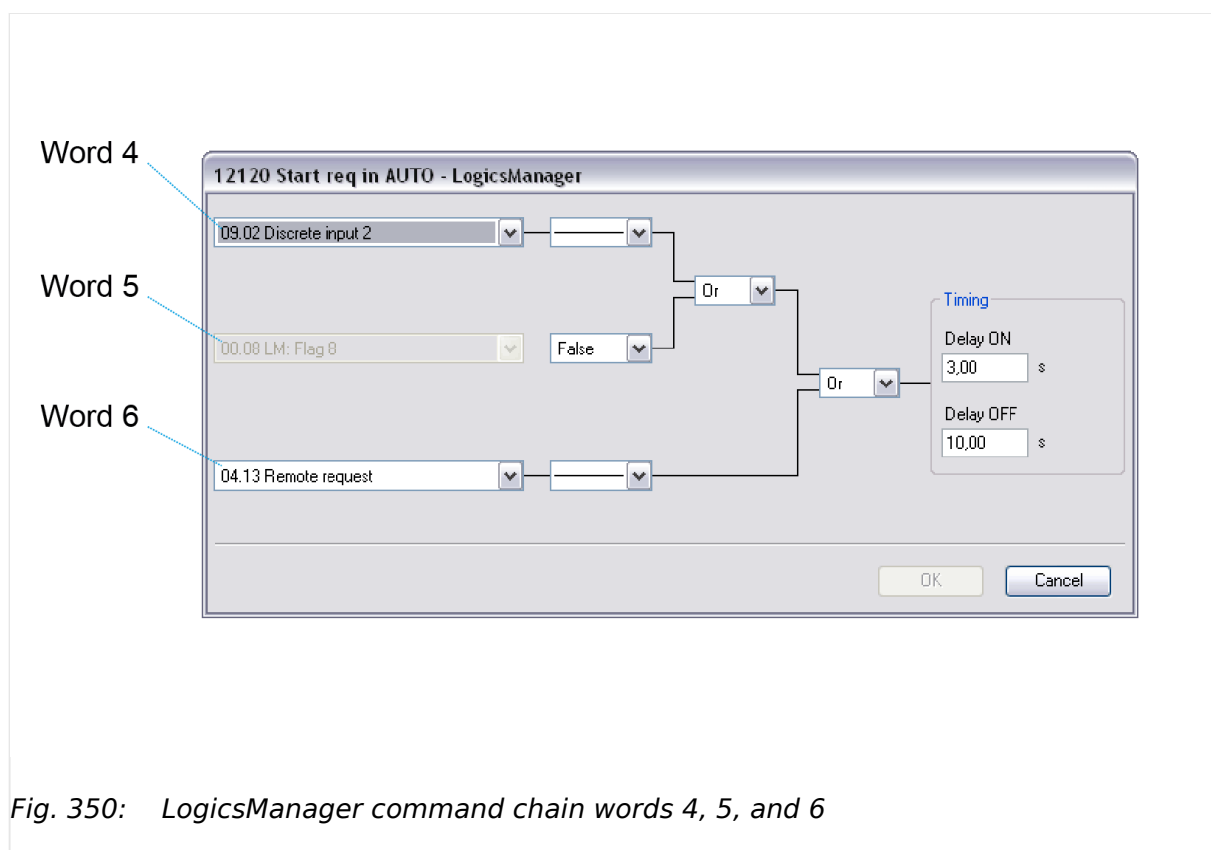 Word 4
12120 Start req in AUTO - LogicsManager
09.02 Discrete input 2
Word 5
Or
Timing
Delay ON
00.08 LM: Flag 8
False
3,00 s
Or
Word 6
Delay OFF
10,00 s
04.13 Remote request
OK
Cancel
Fig. 350: LogicsManager command chain words 4, 5, and 6